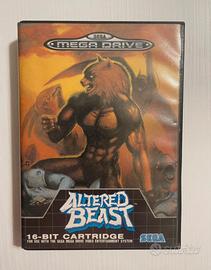 SEGA
MEGA DRIVE
ALTERED
BEAST
16-BIT CARTRIDGE
FOR USE WITH THE SEGA MEGA DRIVE VIDEO ENTERTAINMENT SYSTEM
SEGA
subito